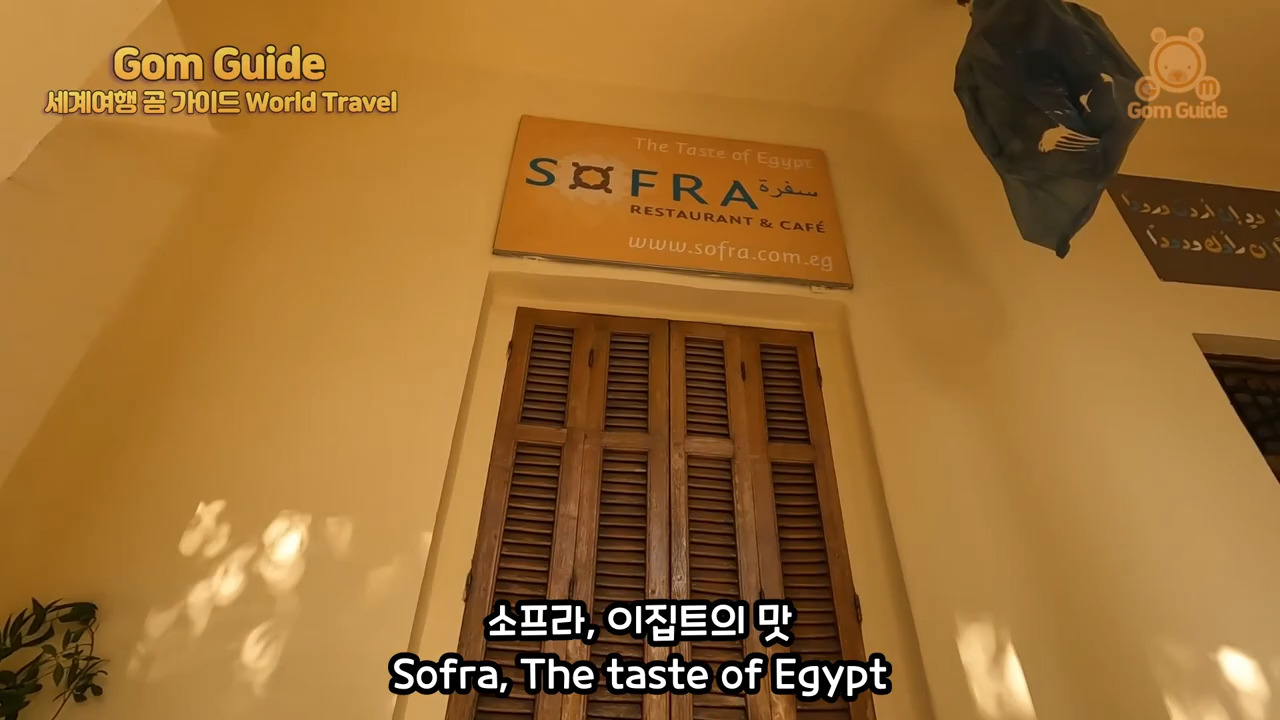 Gom Guide
세계여행 곰 가이드 World Travel
G m
Gom Guide
The Taste of Egypt
SOFRA سفرة
RESTAURANT & CAFÉ
www.sofra.com.eg
소프라, 이집트의 맛
Sofra, The taste of Egypt